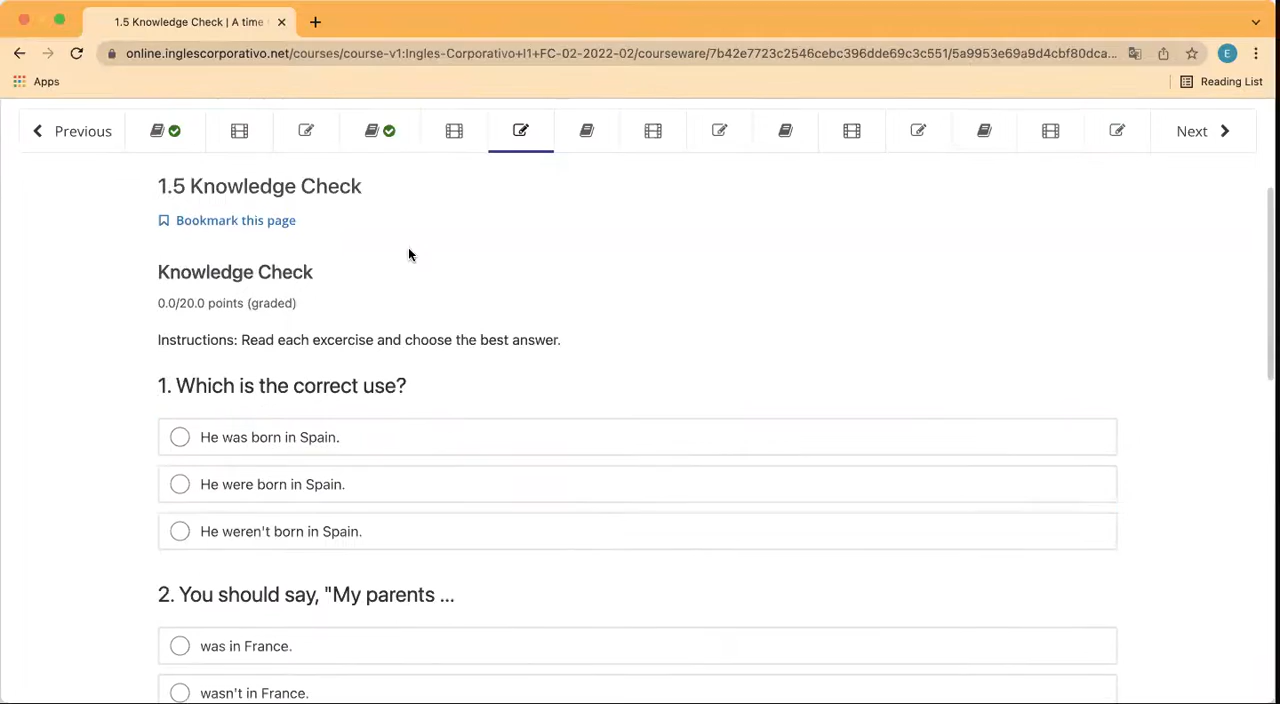 1.5 Knowledge Check | A time
online.inglescorporativo.net/courses/course-v1:Ingles-Corporativo+I1+FC-02-2022-02/courseware/7b42e7723c2546cebc396dde69c3c551/5a9953e69a9d4cbf80dca...
E
Apps
Reading List
Previous
Next
1.5 Knowledge Check
Bookmark this page
Knowledge Check
0.0/20.0 points (graded)
Instructions: Read each excercise and choose the best answer.
1. Which is the correct use?
He was born in Spain.
He were born in Spain.
He weren't born in Spain.
2. You should say, "My parents ...
was in France.
wasn't in France.